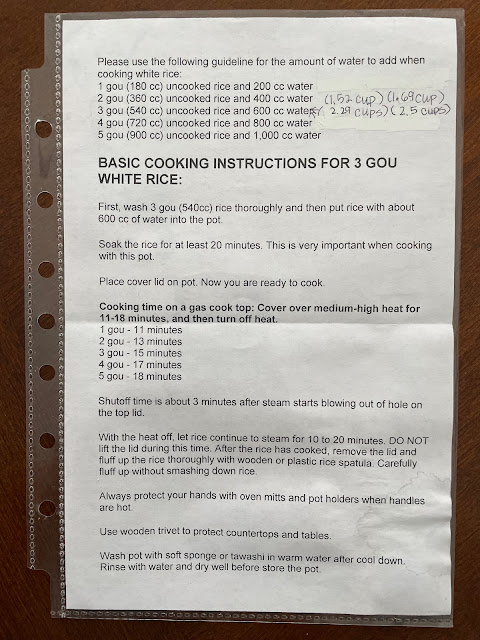 Please use the following guideline for the amount of water to add when
cooking white rice:
1 gou (180 cc) uncooked rice and 200 cc water
2 gou (360 cc) uncooked rice and 400 cc water (1.52 cup) (1.69 cup)
3 gou (540 cc) uncooked rice and 600 cc water 2.29 cups) (2.5 cups)
4 gou (720 cc) uncooked rice and 800 cc water
5 gou (900 cc) uncooked rice and 1,000 cc water
BASIC COOKING INSTRUCTIONS FOR 3 GOU
WHITE RICE:
First, wash 3 gou (540cc) rice thoroughly and then put rice with about
600 cc of water into the pot.
Soak the rice for at least 20 minutes. This is very important when cooking
with this pot.
Place cover lid on pot. Now you are ready to cook.
Cooking time on a gas cook top: Cover over medium-high heat for
11-18 minutes, and then turn off heat.
1 gou - 11 minutes
2 gou - 13 minutes
3 gou - 15 minutes
4 gou - 17 minutes
5 gou - 18 minutes
Shutoff time is about 3 minutes after steam starts blowing out of hole on
the top lid.
With the heat off, let rice continue to steam for 10 to 20 minutes. DO NOT
lift the lid during this time. After the rice has cooked, remove the lid and
fluff up the rice thoroughly with wooden or plastic rice spatula. Carefully
fluff up without smashing down rice.
Always protect your hands with oven mitts and pot holders when handles
are hot.
Use wooden trivet to protect countertops and tables.
Wash pot with soft sponge or tawashi in warm water after cool down.
Rinse with water and dry well before store the pot.